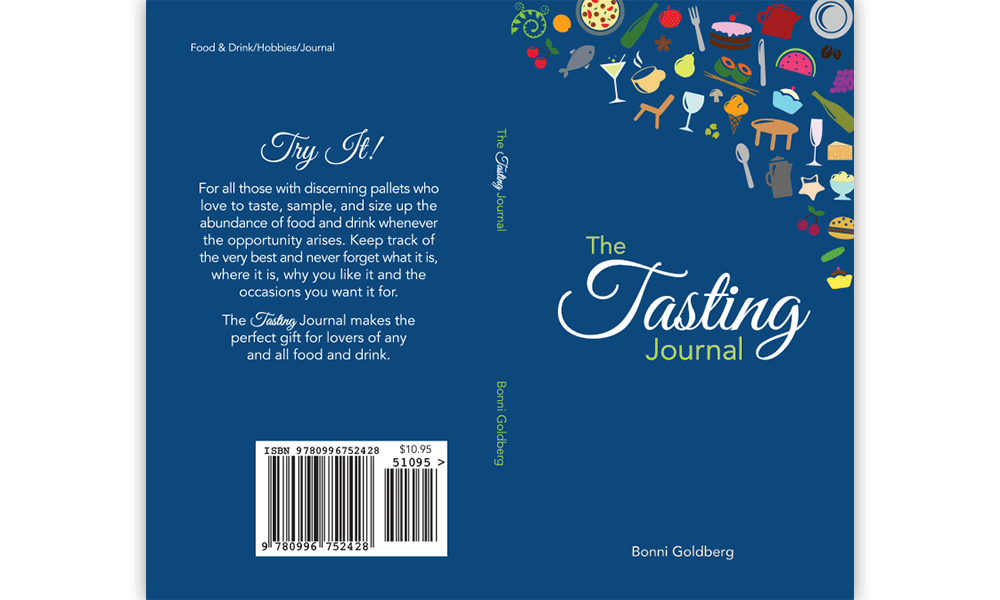 Food & Drink/Hobbies/Journal
Try It!
For all those with discerning pallets who
love to taste, sample, and size up the
abundance of food and drink whenever
the opportunity arises. Keep track of
the very best and never forget what it is,
where it is, why you like it and the
occasions you want it for.
The Tasting Journal makes the
perfect gift for lovers of any
and all food and drink.
ISBN 9780996752428
$10.95
51095 >
9 780996 752428
The Tasting Journal
Bonni Goldberg
The
Tasting
Journal
Bonni Goldberg